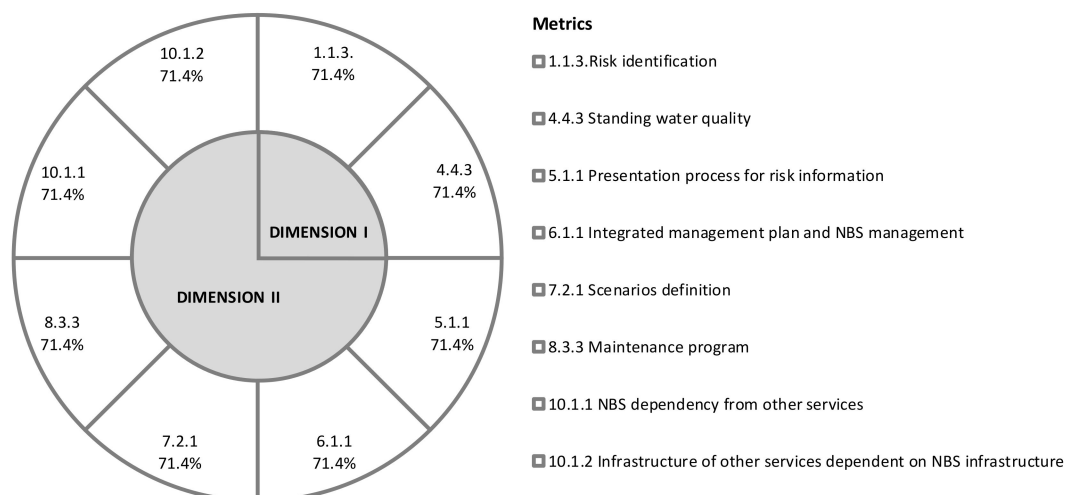 10.1.2
71.4%
1.1.3.
71.4%
10.1.1
71.4%
4.4.3
71.4%
DIMENSION I
DIMENSION II
8.3.3
71.4%
5.1.1
71.4%
7.2.1
71.4%
6.1.1
71.4%
Metrics
1.1.3.Risk identification
4.4.3 Standing water quality
5.1.1 Presentation process for risk information
6.1.1 Integrated management plan and NBS management
7.2.1 Scenarios definition
8.3.3 Maintenance program
10.1.1 NBS dependency from other services
10.1.2 Infrastructure of other services dependent on NBS infrastructure